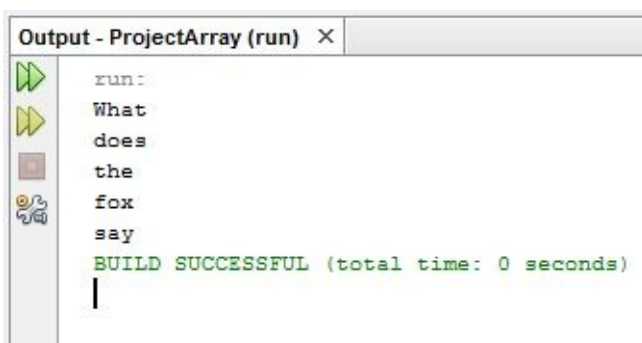 Output - ProjectArray (run) ×
run:
What
does
the
fox
say
BUILD SUCCESSFUL (total time: 0 seconds)